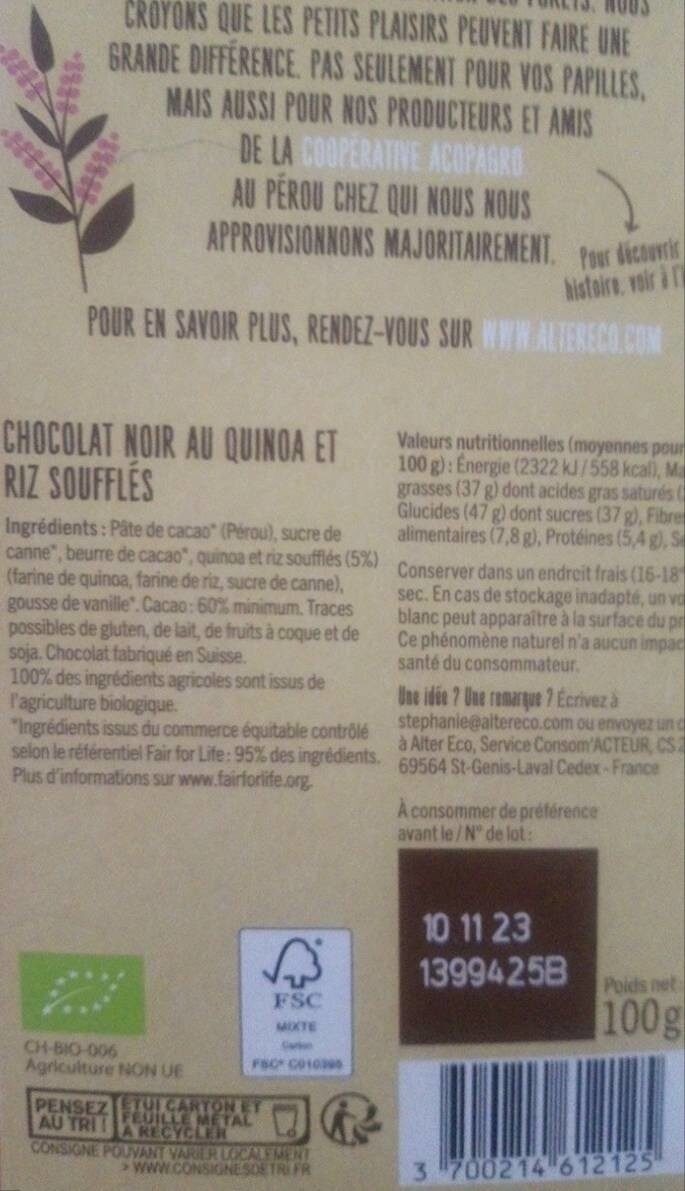 CROYONS QUE LES PETITS PLAISIRS PEUVENT FAIRE UNE
GRANDE DIFFÉRENCE. PAS SEULEMENT POUR VOS PAPILLES,
MAIS AUSSI POUR NOS PRODUCTEURS ET AMIS
DE LA COOPÉRATIVE ACOPAGRO
AU PÉROU CHEZ QUI NOUS NOUS
APPROVISIONNONS MAJORITAIREMENT.
Pour découvrir
histoire, voir à l'i
POUR EN SAVOIR PLUS, RENDEZ-VOUS SUR WWW.ALTERECO.COM
CHOCOLAT NOIR AU QUINOA ET
RIZ SOUFFLÉS
Ingrédients : Pâte de cacao* (Pérou), sucre de
canne*, beurre de cacao*, quinoa et riz soufflés (5%)
(farine de quinoa, farine de riz, sucre de canne),
gousse de vanille*. Cacao : 60% minimum. Traces
possibles de gluten, de lait, de fruits à coque et de
soja. Chocolat fabriqué en Suisse.
100% des ingrédients agricoles sont issus de
l'agriculture biologique.
*Ingrédients issus du commerce équitable contrôlé
selon le référentiel Fair for Life : 95% des ingrédients.
Plus d'informations sur www.fairforlife.org.
Valeurs nutritionnelles (moyennes pour
100 g) : Énergie (2322 kJ / 558 kcal), Ma
grasses (37 g) dont acides gras saturés (
Glucides (47 g) dont sucres (37 g), Fibres
alimentaires (7,8 g), Protéines (5,4 g), Se
Conserver dans un endroit frais (16-18°
sec. En cas de stockage inadapté, un vo
blanc peut apparaître à la surface du pr
Ce phénomène naturel n'a aucun impac
santé du consommateur.
Une idée ? Une remarque ? Écrivez à
stephanie@altereco.com ou envoyez un c
à Alter Eco, Service Consom'ACTEUR, CS 2
69564 St-Genis-Laval Cedex - France
À consommer de préférence
avant le / N° de lot :
10 11 23
1399425B
Poids net :
100g
FSC
MIXTE
Carton
FSC® C010395
CH-BIO-006
Agriculture NON UE
PENSEZ AU TRI !
ÉTUI CARTON ET
FEUILLE MÉTAL
À RECYCLER
CONSIGNE POUVANT VARIER LOCALEMENT
> WWW.CONSIGNESDETRI.FR
3 700214 612125